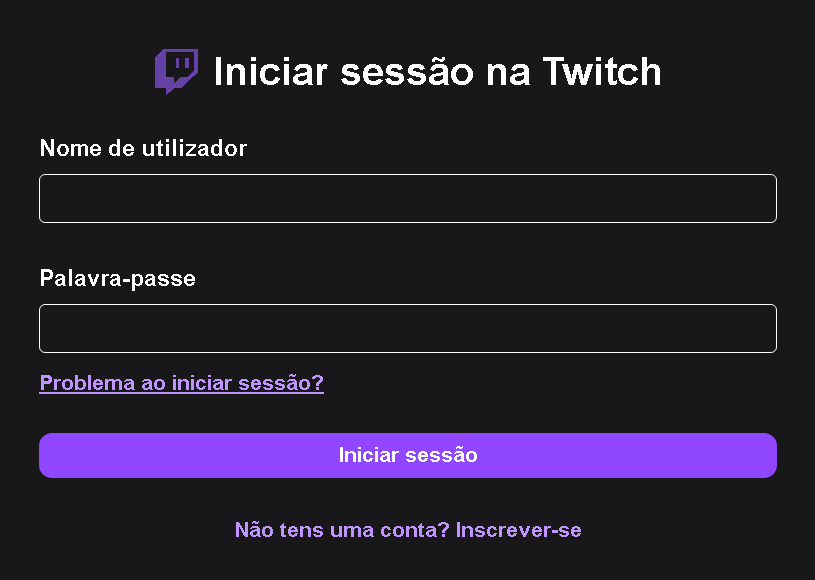 Iniciar sessão na Twitch
Nome de utilizador
Palavra-passe
Problema ao iniciar sessão?
Iniciar sessão
Não tens uma conta? Inscrever-se